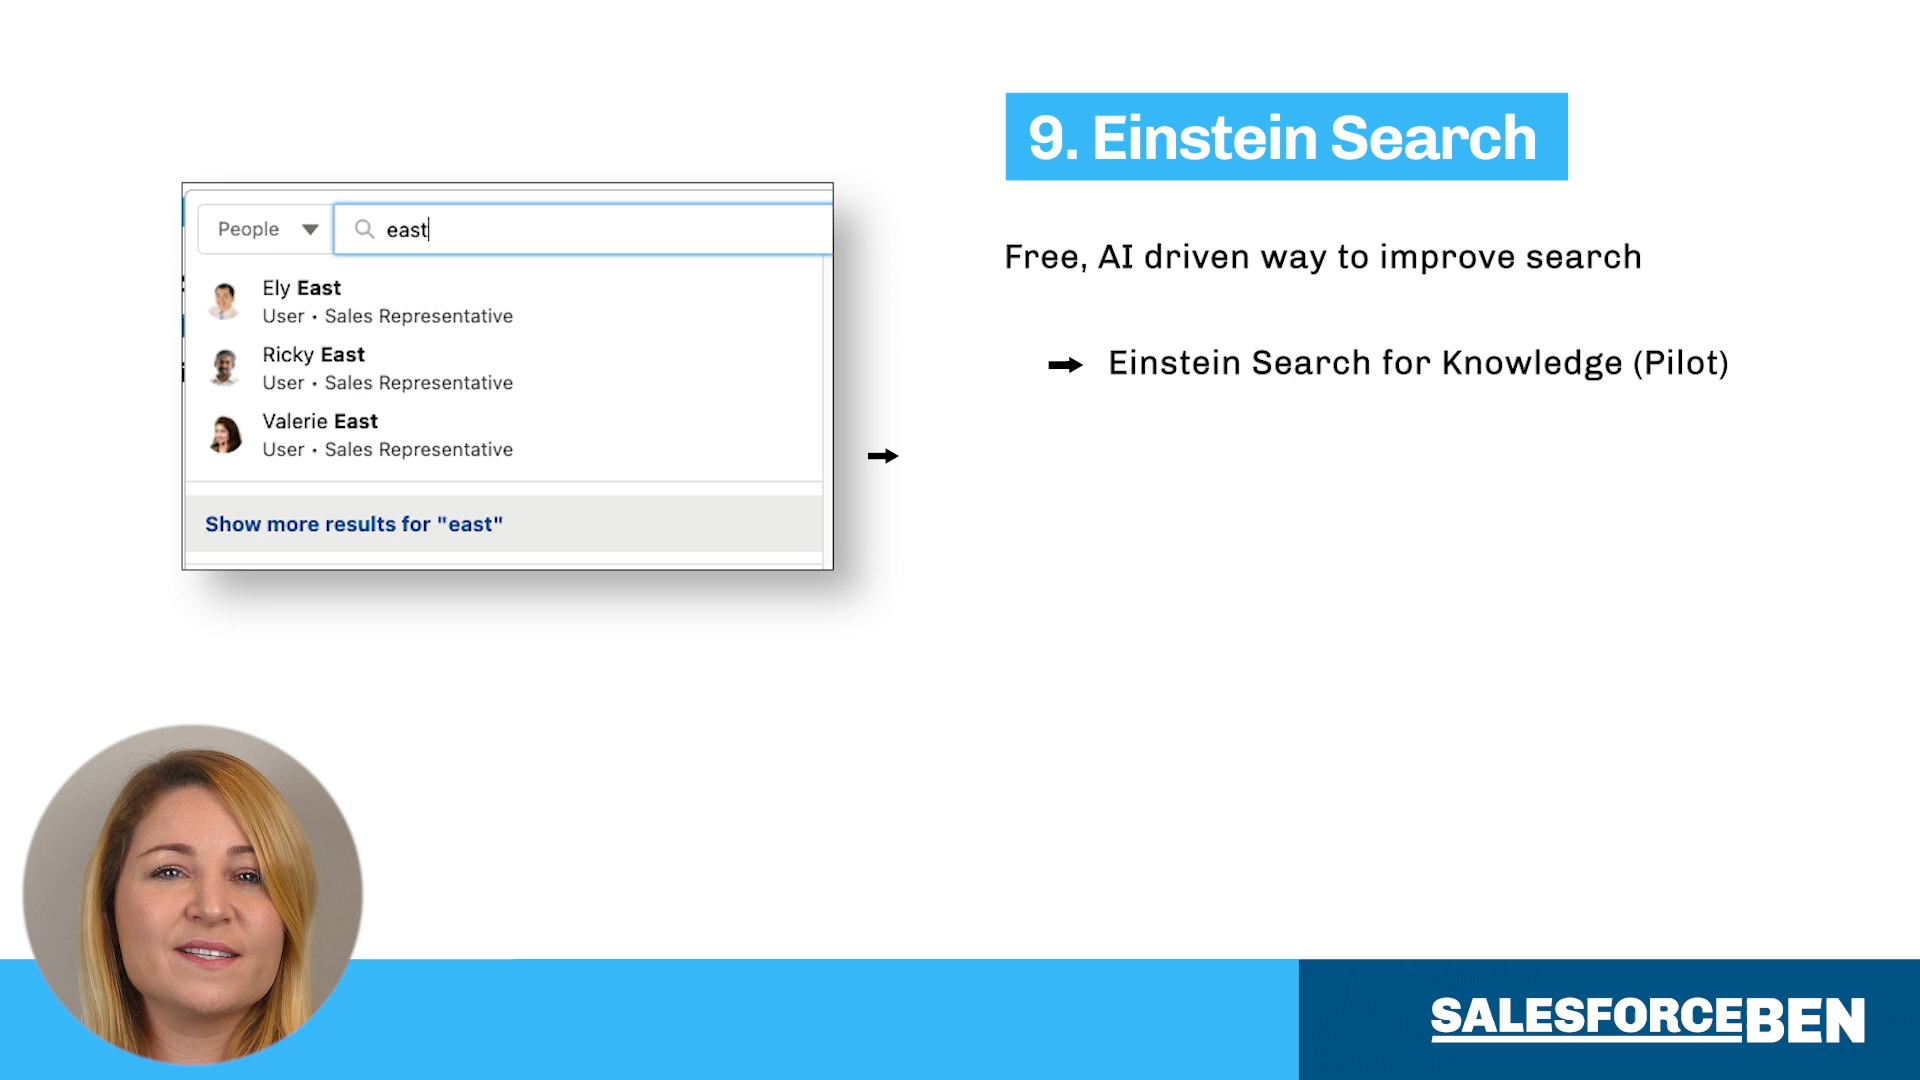 9. Einstein Search
Free, AI driven way to improve search
Einstein Search for Knowledge (Pilot)
People
east
Ely East
User • Sales Representative
Ricky East
User • Sales Representative
Valerie East
User • Sales Representative
Show more results for "east"
SALESFORCEBEN